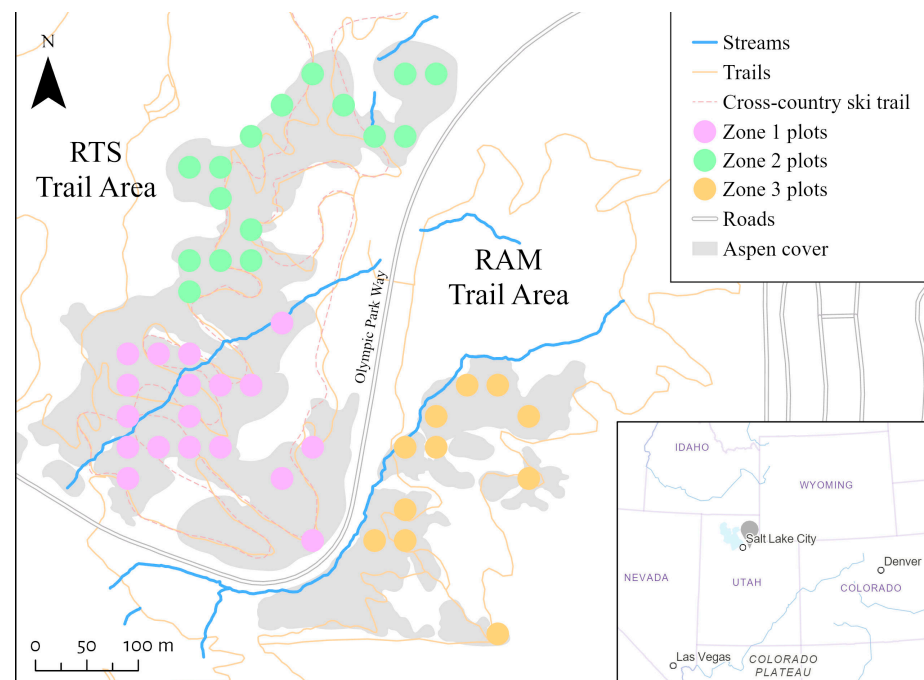 N
RTS
Trail Area
RAM
Trail Area
Olympic Park Way
Streams
Trails
Cross-country ski trail
Zone 1 plots
Zone 2 plots
Zone 3 plots
Roads
Aspen cover
0 50 100 m
IDAHO
WYOMING
Salt Lake City
NEVADA
UTAH
Denver
COLORADO
Las Vegas
COLORADO
PLATEAU